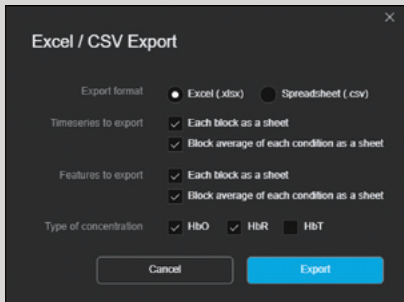 Excel / CSV Export
Export format Excel (.xlsx) Spreadsheet (.csv)
Timeseries to export Each block as a sheet
Block average of each condition as a sheet
Features to export Each block as a sheet
Block average of each condition as a sheet
Type of concentration HbO HbR HbT
Cancel Export